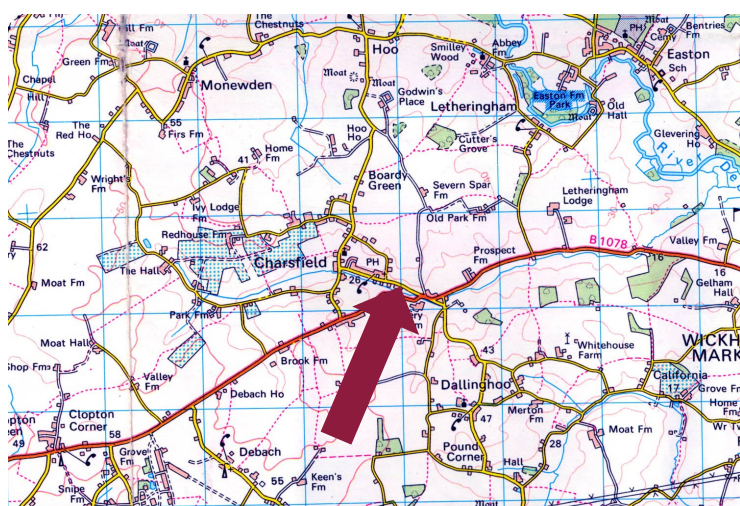 The
Chestnuts
Hill Fm
Moat
Green Fm
Chapel
Hill
Monewden
Hoo
Smilley
Wood
Abbey
Fm
Moat
PH
Cemy
Bentries
Fm
Easton
Sch
Moat
Moat
Godwin's
Place
Letheringham
Easton Fm
Park
Moat
Old
Hall
The
Red Ho
55
Firs Fm
The
Chestnuts
Hoo
Ho
Cutter's
Grove
Glevering
Ho
River
Wright's
Fm
41
Home
Fm
Boardy
Green
Severn Spar
Fm
Letheringham
Lodge
Ivy Lodge
Fm
Old Park Fm
62
Redhouse Fm
Charsfield
PH
B 1078
Valley Fm
The Hall
Prospect
Fm
16
16
Moat Fm
26
Gelham
Hall
Park Fm
Moat Hall
Brook Fm
43
Whitehouse
Farm
WICKH
MARK
Valley
Fm
Debach Ho
Dallinghoo
California
17
Grove Fm
Clopton
Corner
47
Merton
Fm
Home
Fm
49
58
Debach
Pound
Corner
28
Moat Fm
Grove
Fm
Hall
Snipe
Fm
55
Keen's
Fm
Moat